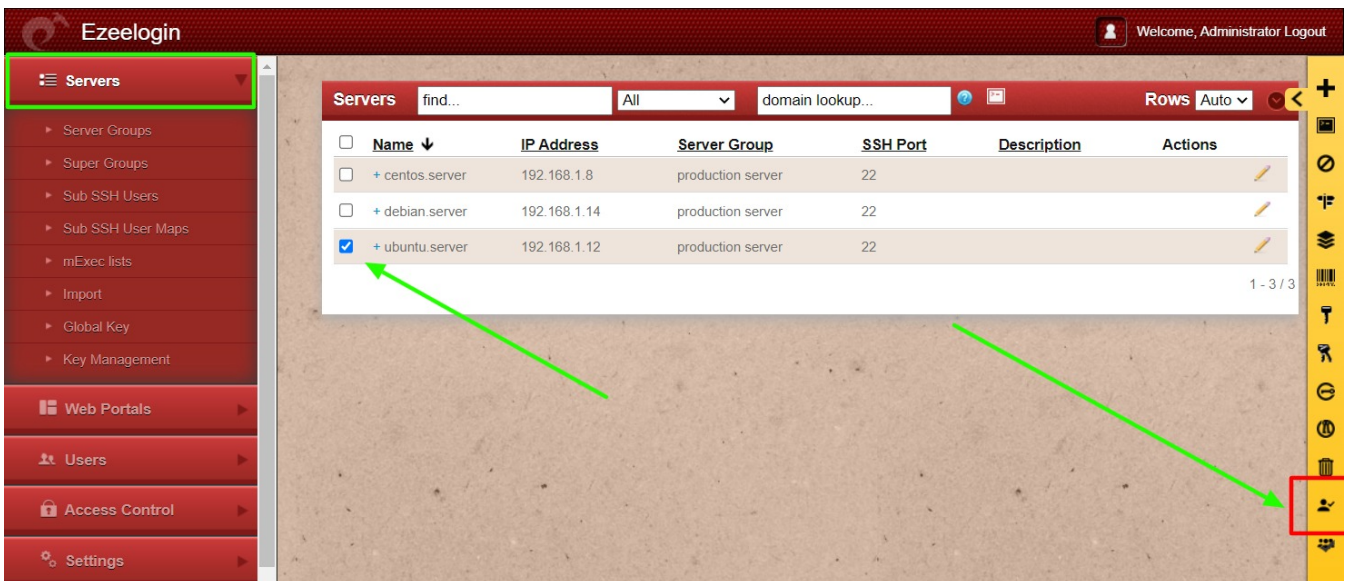 Ezeelogin
Welcome, Administrator Logout
Servers
Server Groups
Super Groups
Sub SSH Users
Sub SSH User Maps
mExec lists
Import
Global Key
Key Management
Web Portals
Users
Access Control
Settings
Servers find... All domain lookup... Rows Auto
Name IP Address Server Group SSH Port Description Actions
+ centos.server 192.168.1.8 production server 22
+ debian.server 192.168.1.14 production server 22
+ ubuntu.server 192.168.1.12 production server 22
1 - 3 / 3